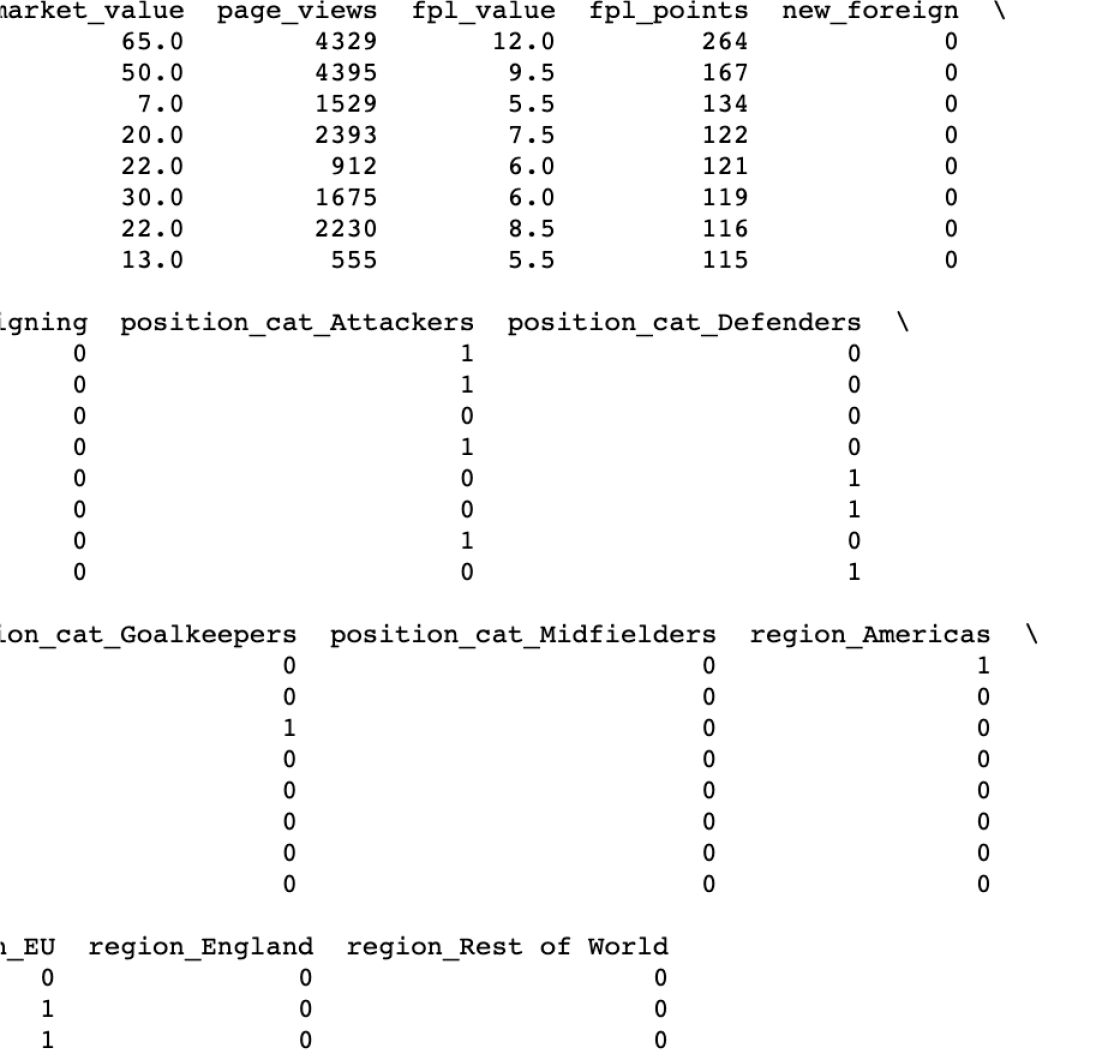 market_value page_views fpl_value fpl_points new_foreign \
65.0 4329 12.0 264 0
50.0 4395 9.5 167 0
7.0 1529 5.5 134 0
20.0 2393 7.5 122 0
22.0 912 6.0 121 0
30.0 1675 6.0 119 0
22.0 2230 8.5 116 0
13.0 555 5.5 115 0
igning position_cat_Attackers position_cat_Defenders \
0 1 0
0 1 0
0 0 0
0 1 0
0 0 1
0 0 1
0 1 0
0 0 1
ion_cat_Goalkeepers position_cat_Midfielders region_Americas \
0 0 1
0 0 0
1 0 0
0 0 0
0 0 0
0 0 0
0 0 0
0 0 0
n_EU region_England region_Rest of World
0 0 0
1 0 0
1 0 0